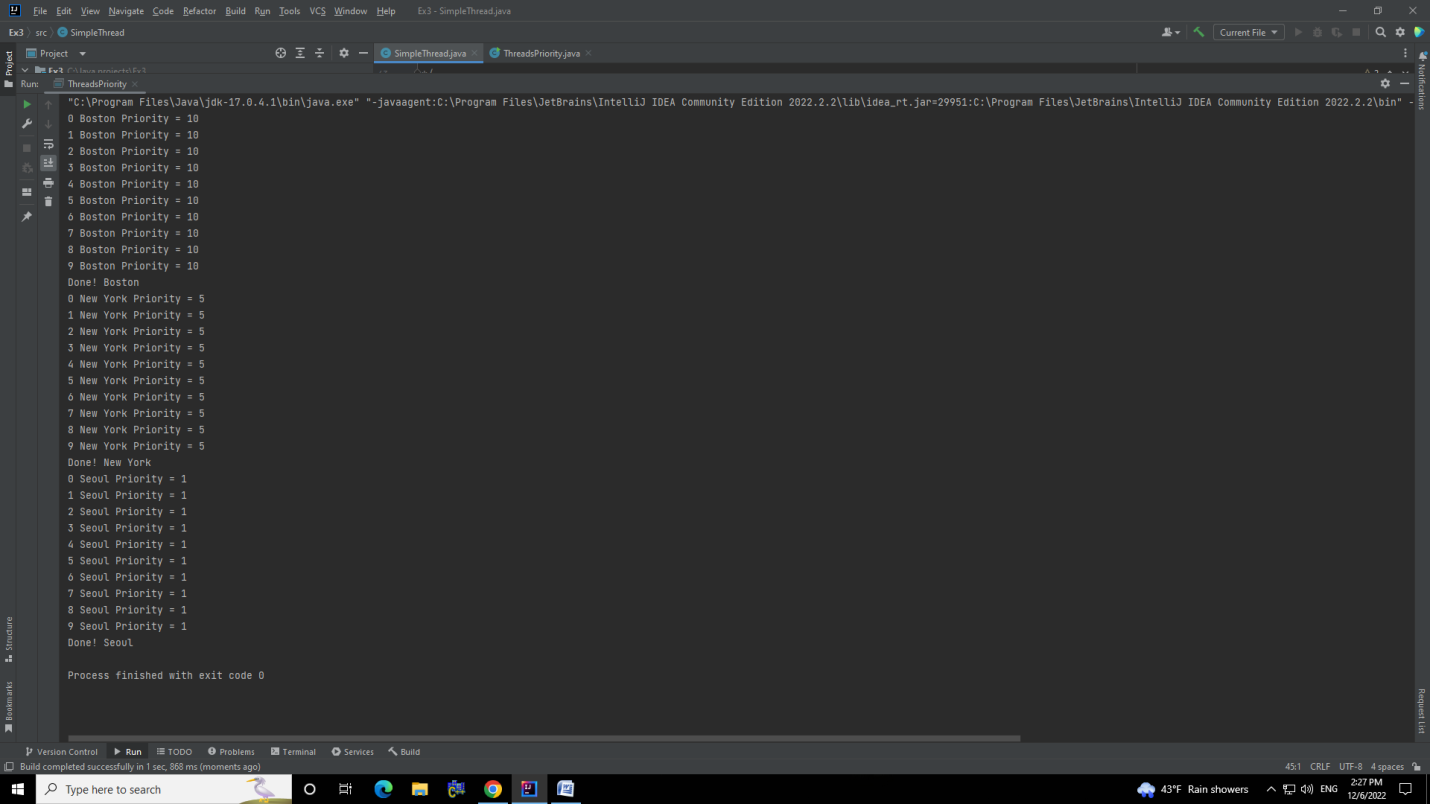 File Edit View Navigate Code Refactor Build Run Tools VCS Window Help Ex3 - SimpleThread.java
Ex3 src SimpleThread Current File
Project SimpleThread.java ThreadsPriority.java
Project
Ex3 C:\Java projects\Ex3 2
Notifications
Run: ThreadsPriority
"C:\Program Files\Java\jdk-17.0.4.1\bin\java.exe" "-javaagent:C:\Program Files\JetBrains\IntelliJ IDEA Community Edition 2022.2.2\lib\idea_rt.jar=29951:C:\Program Files\JetBrains\IntelliJ IDEA Community Edition 2022.2.2\bin" -
0 Boston Priority = 10
1 Boston Priority = 10
2 Boston Priority = 10
3 Boston Priority = 10
4 Boston Priority = 10
5 Boston Priority = 10
6 Boston Priority = 10
7 Boston Priority = 10
8 Boston Priority = 10
9 Boston Priority = 10
Done! Boston
0 New York Priority = 5
1 New York Priority = 5
2 New York Priority = 5
3 New York Priority = 5
4 New York Priority = 5
5 New York Priority = 5
6 New York Priority = 5
7 New York Priority = 5
8 New York Priority = 5
9 New York Priority = 5
Done! New York
0 Seoul Priority = 1
1 Seoul Priority = 1
2 Seoul Priority = 1
3 Seoul Priority = 1
4 Seoul Priority = 1
5 Seoul Priority = 1
6 Seoul Priority = 1
7 Seoul Priority = 1
8 Seoul Priority = 1
9 Seoul Priority = 1
Done! Seoul
Process finished with exit code 0
Structure
Bookmarks
Request List
Version Control Run TODO Problems Terminal Services Build
Build completed successfully in 1 sec, 868 ms (moments ago) 45:1 CRLF UTF-8 4 spaces
Type here to search 43°F Rain showers ENG 2:27 PM
12/6/2022